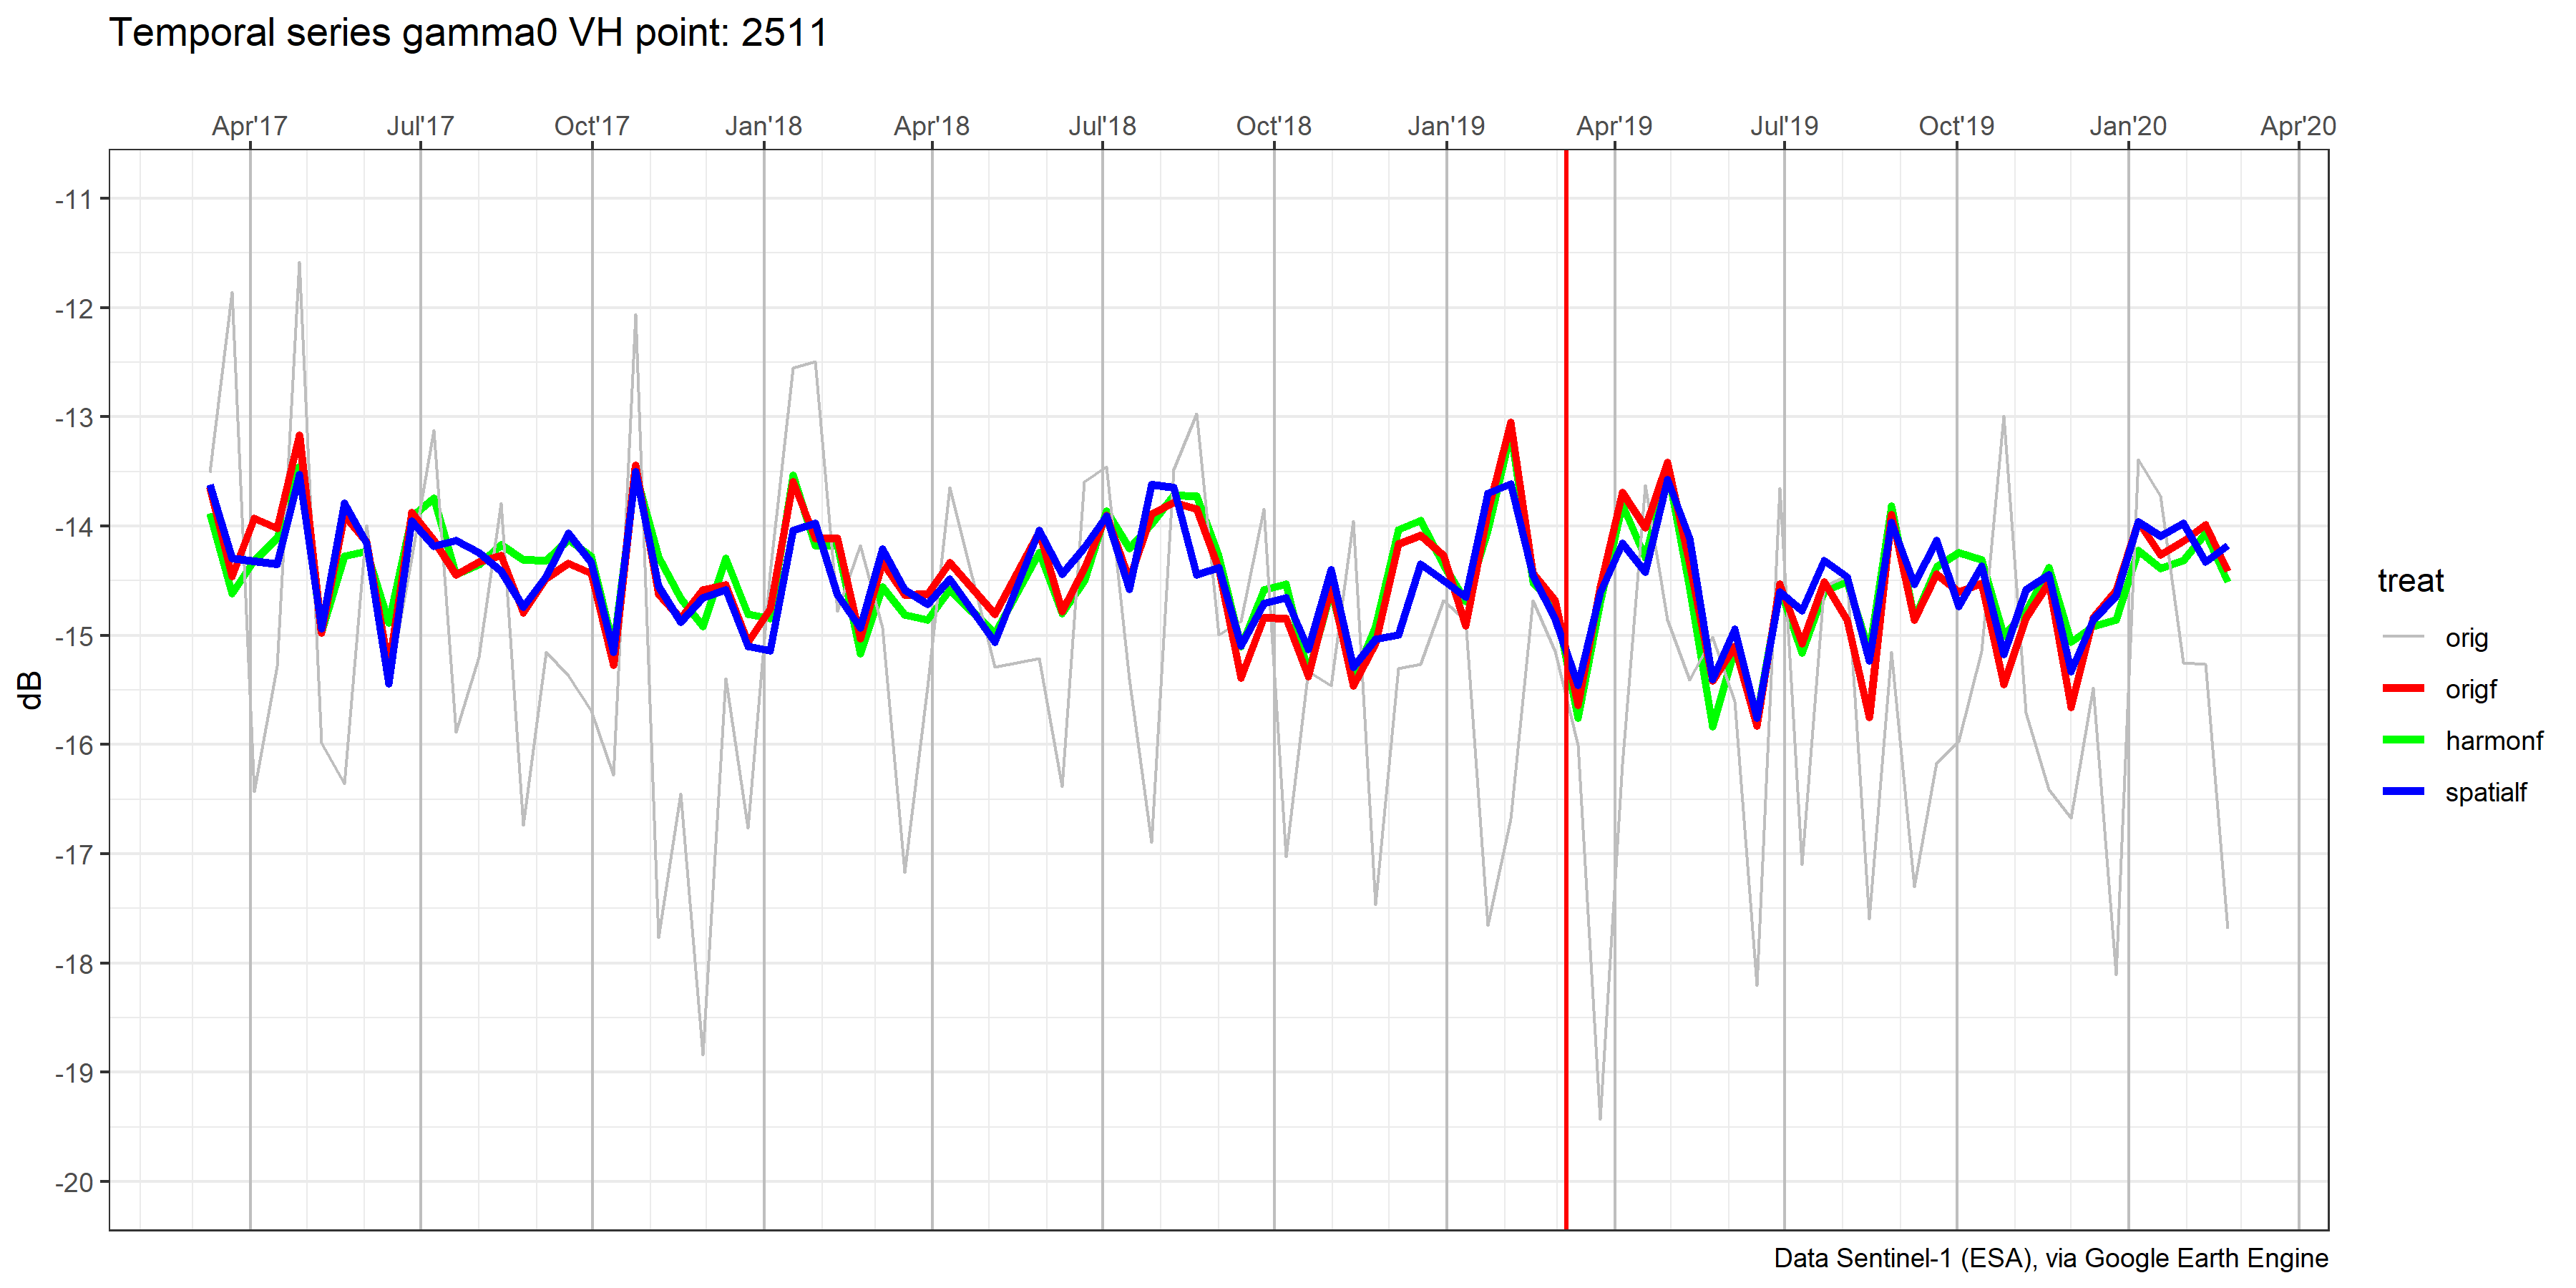 Temporal series gamma0 VH point: 2511
Apr'17 Jul'17 Oct'17 Jan'18 Apr'18 Jul'18 Oct'18 Jan'19 Apr'19 Jul'19 Oct'19 Jan'20 Apr'20
-11
-12
-13
-14
-15
-16
-17
-18
-19
-20
dB
treat
orig
origf
harmonf
spatialf
Data Sentinel-1 (ESA), via Google Earth Engine